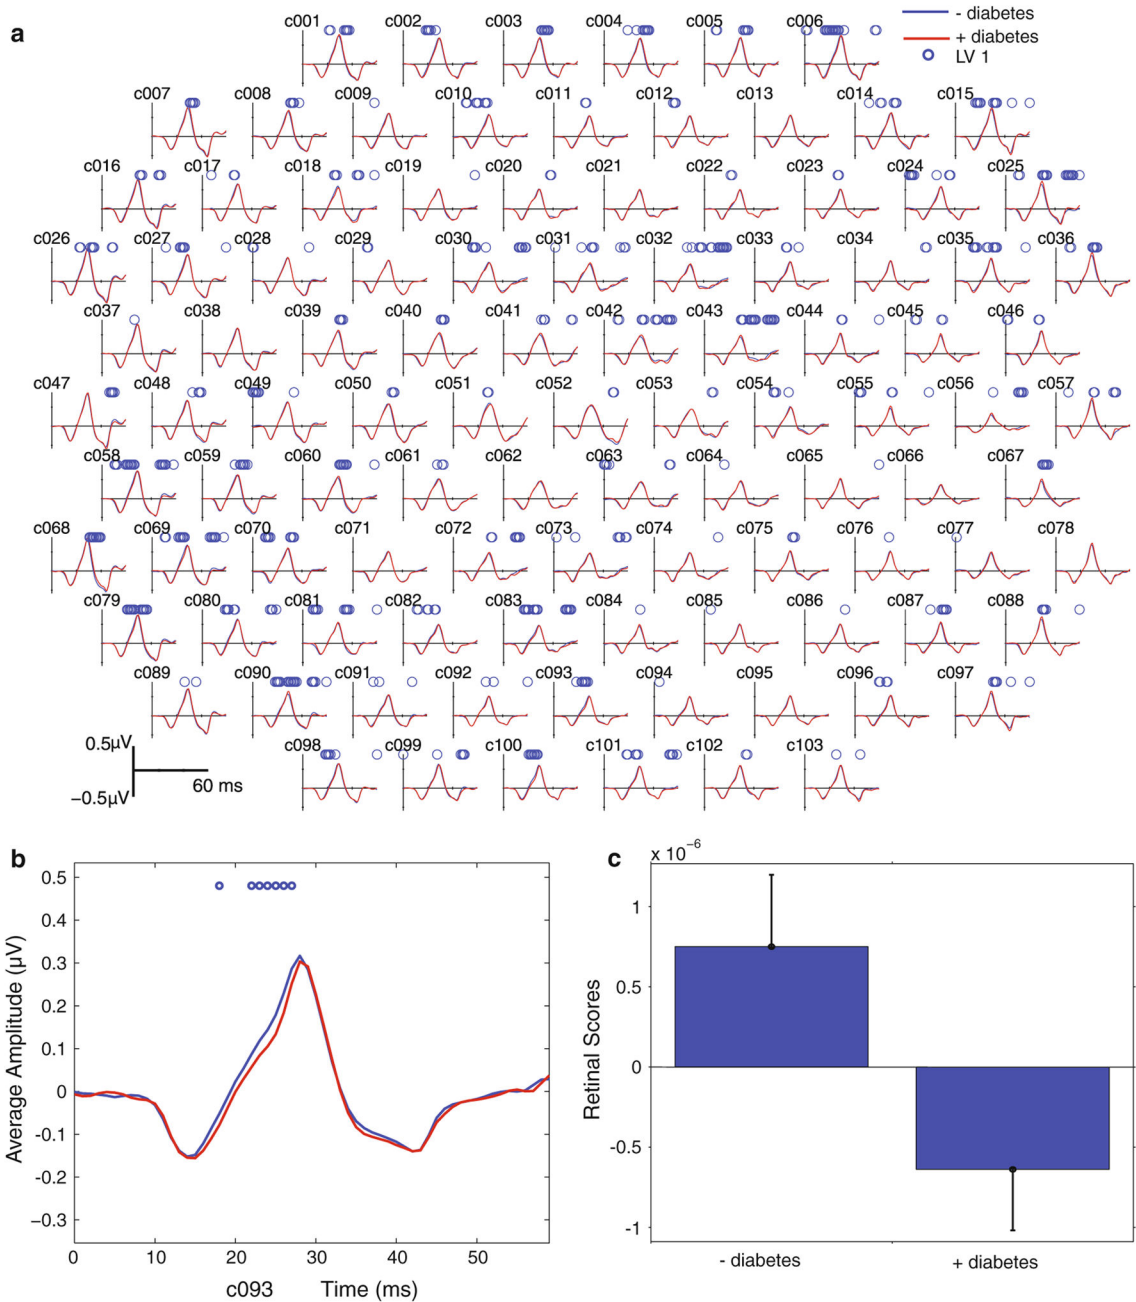 a
c001 c002 c003 c004 c005 c006
- diabetes
+ diabetes
LV 1
c007 c008 c009 c010 c011 c012 c013 c014 c015
c016 c017 c018 c019 c020 c021 c022 c023 c024 c025
c026 c027 c028 c029 c030 c031 c032 c033 c034 c035 c036
c037 c038 c039 c040 c041 c042 c043 c044 c045 c046
c047 c048 c049 c050 c051 c052 c053 c054 c055 c056 c057
c058 c059 c060 c061 c062 c063 c064 c065 c066 c067
c068 c069 c070 c071 c072 c073 c074 c075 c076 c077 c078
c079 c080 c081 c082 c083 c084 c085 c086 c087 c088
c089 c090 c091 c092 c093 c094 c095 c096 c097
c098 c099 c100 c101 c102 c103
0.5µV
60 ms
−0.5µV
b
0.5
0.4
0.3
0.2
0.1
0
-0.1
-0.2
−0.3
Average Amplitude (µV)
0 10 20 30 40 50
c093 Time (ms)
c
x 10⁻⁶
1
0.5
0
-0.5
-1
Retinal Scores
- diabetes + diabetes